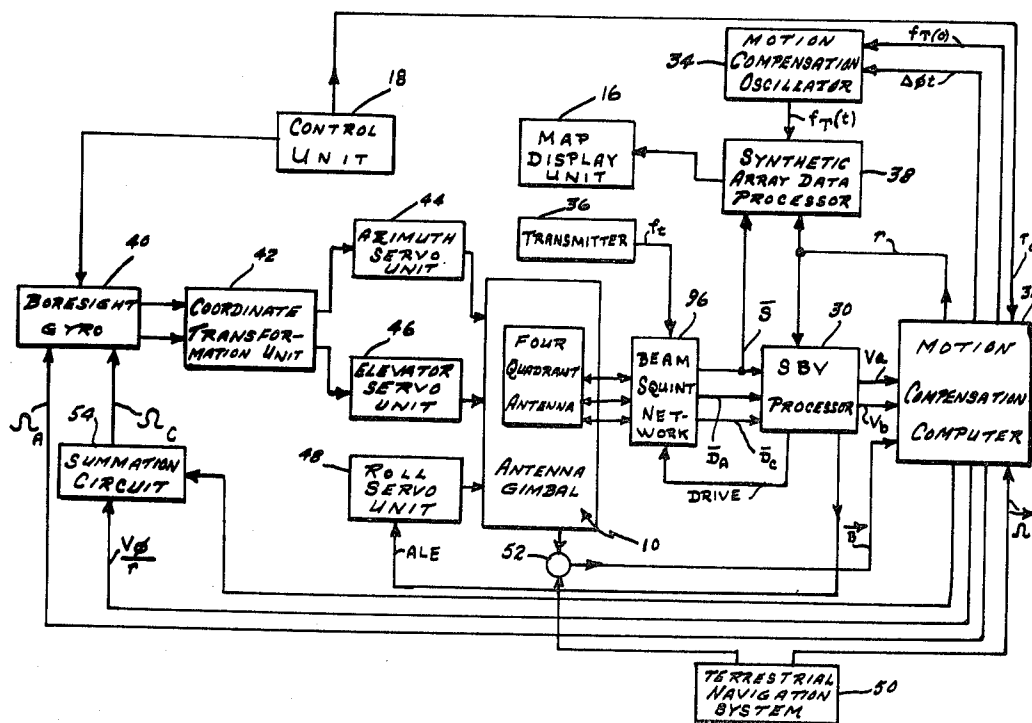 MOTION
COMPENSATION
OSCILLATOR
34
fT(o)
Δφt
18
CONTROL
UNIT
16
MAP
DISPLAY
UNIT
fT(t)
SYNTHETIC
ARRAY DATA
PROCESSOR
38
36
TRANSMITTER
ft
44
AZIMUTH
SERVO
UNIT
40
BORESIGHT
GYRO
42
COORDINATE
TRANSFOR-
MATION UNIT
46
ELEVATOR
SERVO
UNIT
FOUR
QUADRANT
ANTENNA
96
BEAM
SQUINT
NET-
WORK
S̅
r
30
SBV
PROCESSOR
Va
Vb
MOTION
COMPENSATION
COMPUTER
D̅A
D̅C
DRIVE
ΩA
54
ΩC
SUMMATION
CIRCUIT
48
ROLL
SERVO
UNIT
ANTENNA
GIMBAL
10
Vφ
r
ALE
52
B⃗
Ω⃗
TERRESTRIAL
NAVIGATION
SYSTEM
50